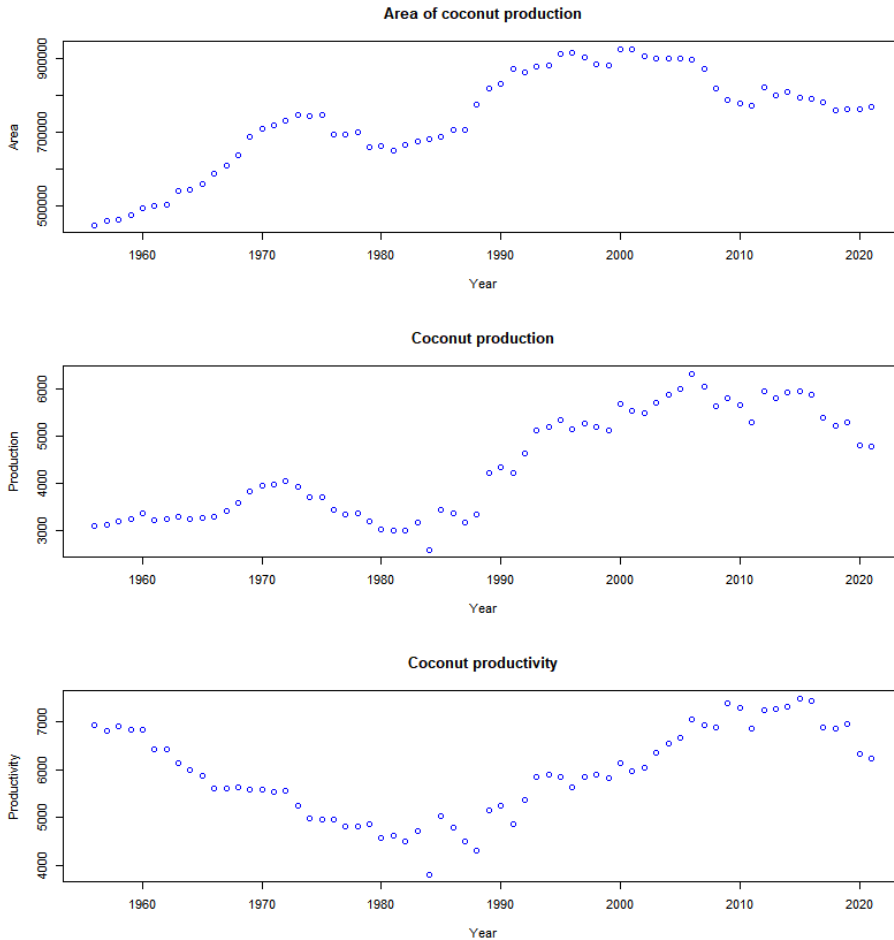 Area of coconut production
Area
500000 700000 900000
1960 1970 1980 1990 2000 2010 2020
Year
Coconut production
Production
3000 4000 5000 6000
1960 1970 1980 1990 2000 2010 2020
Year
Coconut productivity
Productivity
4000 5000 6000 7000
1960 1970 1980 1990 2000 2010 2020
Year